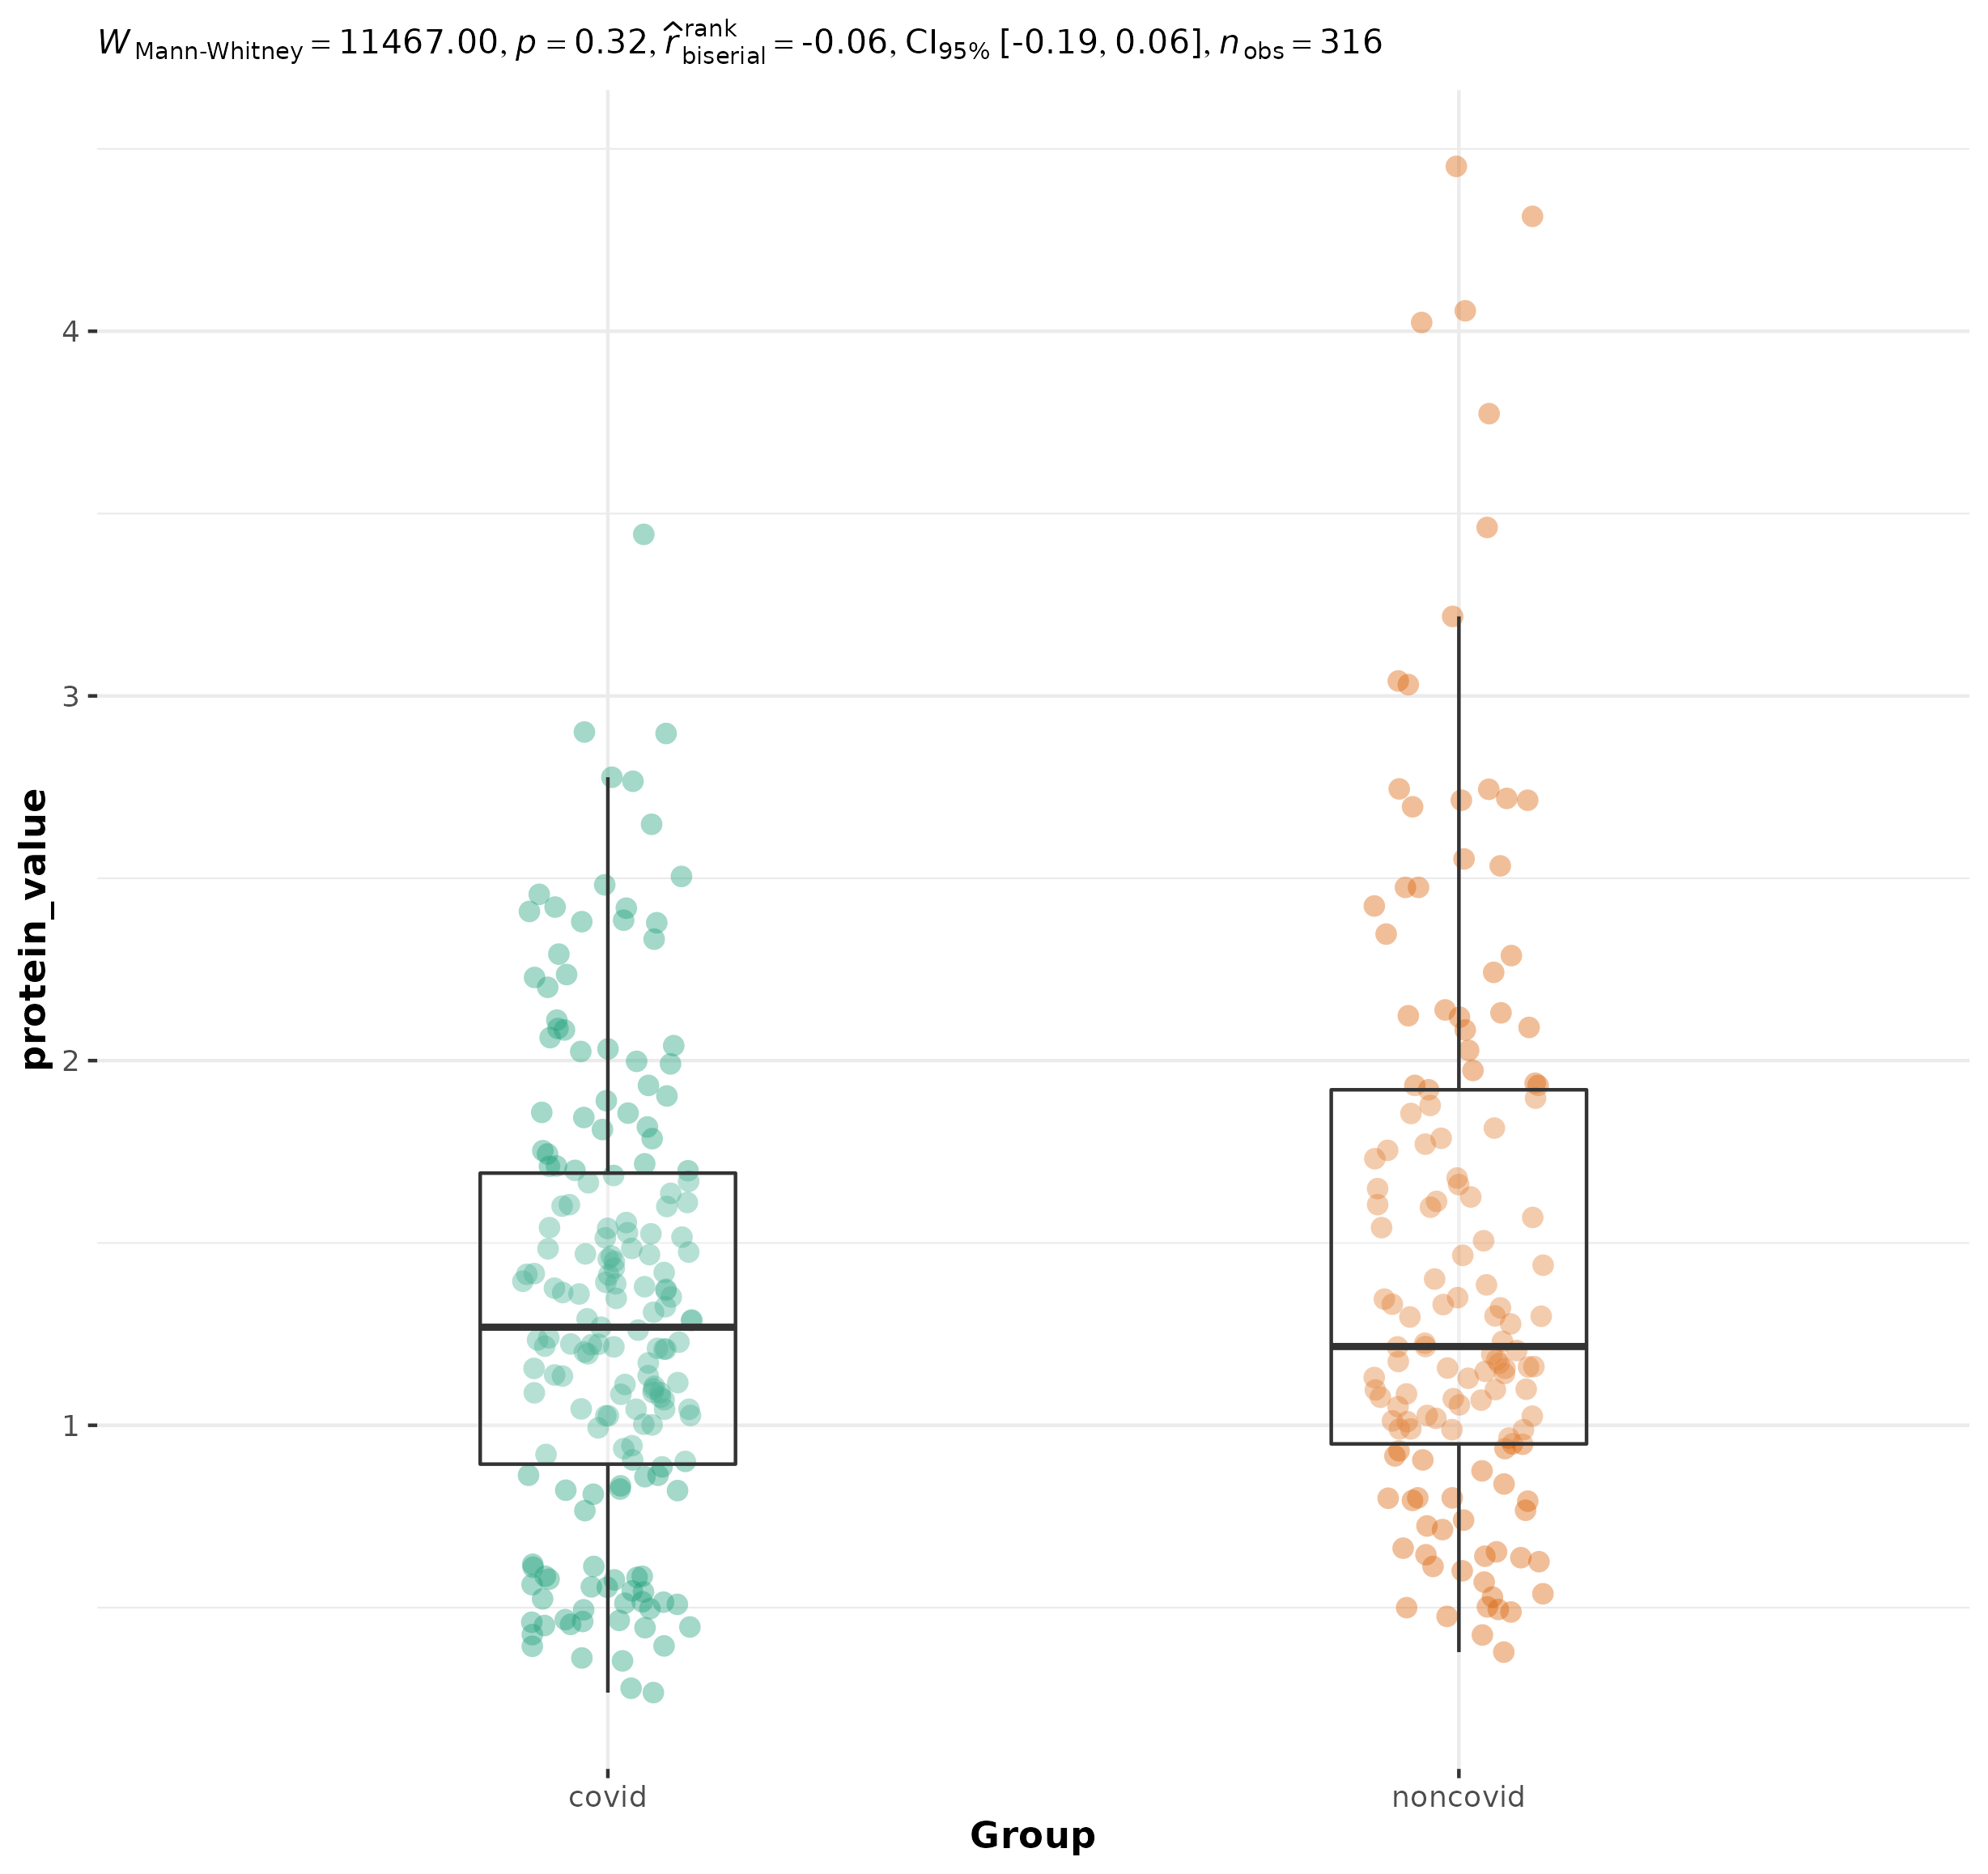 W Mann-Whitney = 11467.00, p = 0.32, r̂ rank biserial = -0.06, CI95% [-0.19, 0.06], n obs = 316
protein_value
4
3
2
1
covid noncovid
Group